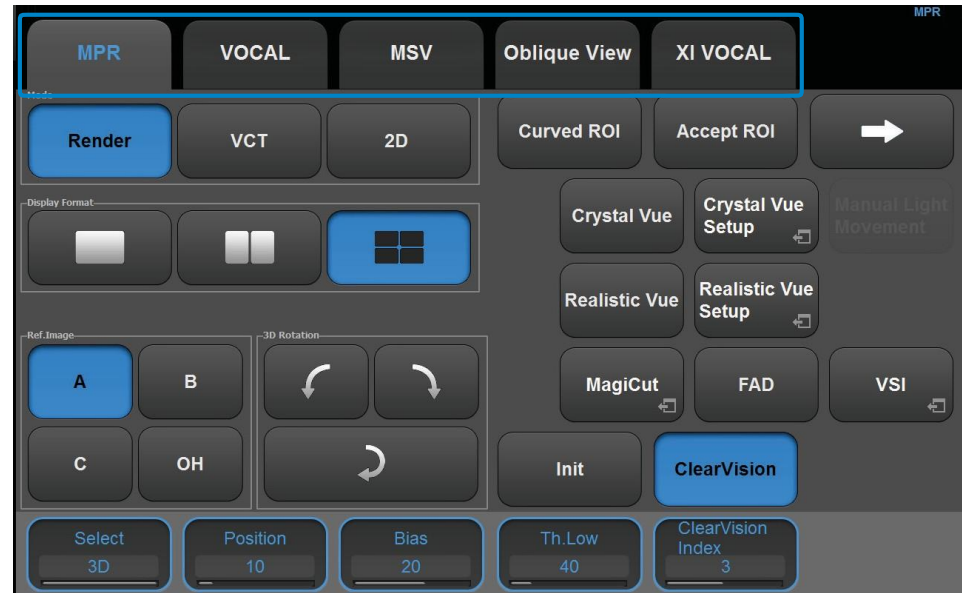 MPR
MPR
VOCAL
MSV
Oblique View
XI VOCAL
Mode
Render
VCT
2D
Curved ROI
Accept ROI
Display Format
Crystal Vue
Crystal Vue
Setup
Manual Light
Movement
Realistic Vue
Realistic Vue
Setup
Ref.Image
A
B
C
OH
3D Rotation
MagiCut
FAD
VSI
Init
ClearVision
Select
3D
Position
10
Bias
20
Th.Low
40
ClearVision
Index
3